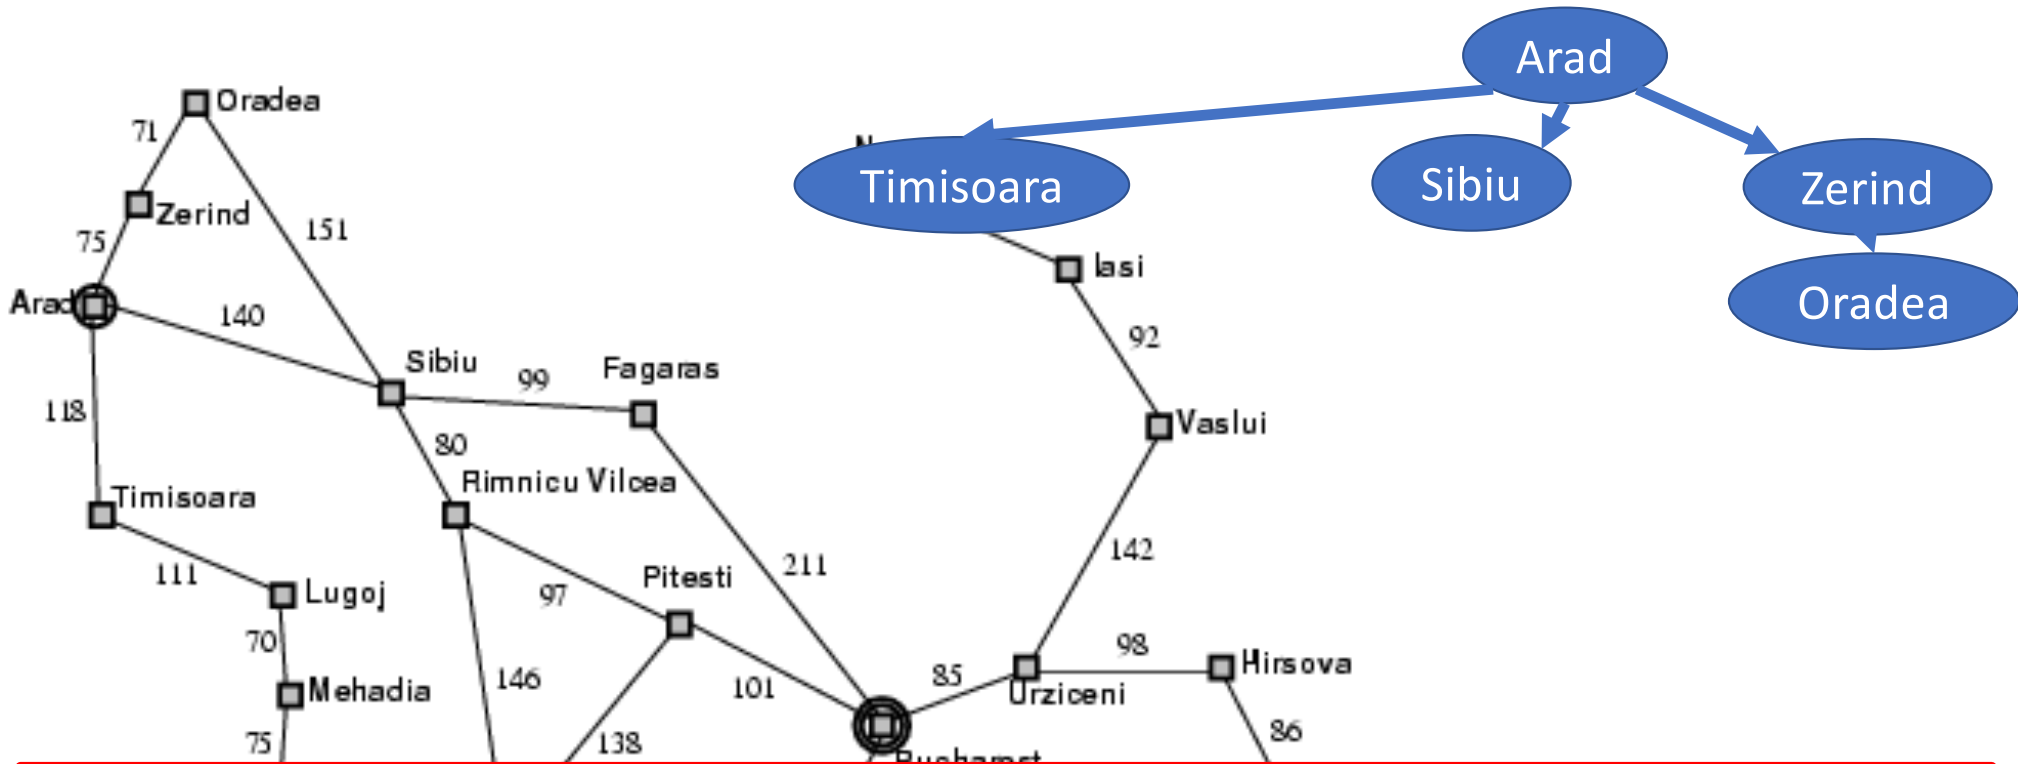 Arad
Oradea
71
N
Timisoara
Sibiu
Zerind
Zerind
151
75
Iasi
Oradea
Arad
140
92
Sibiu
99
Fagaras
118
Vaslui
80
Rimnicu Vilcea
Timisoara
142
211
111
Pitesti
97
Lugoj
70
98
Hirsova
146
101
85
Mehadia
Urziceni
75
138
86
Bucharest